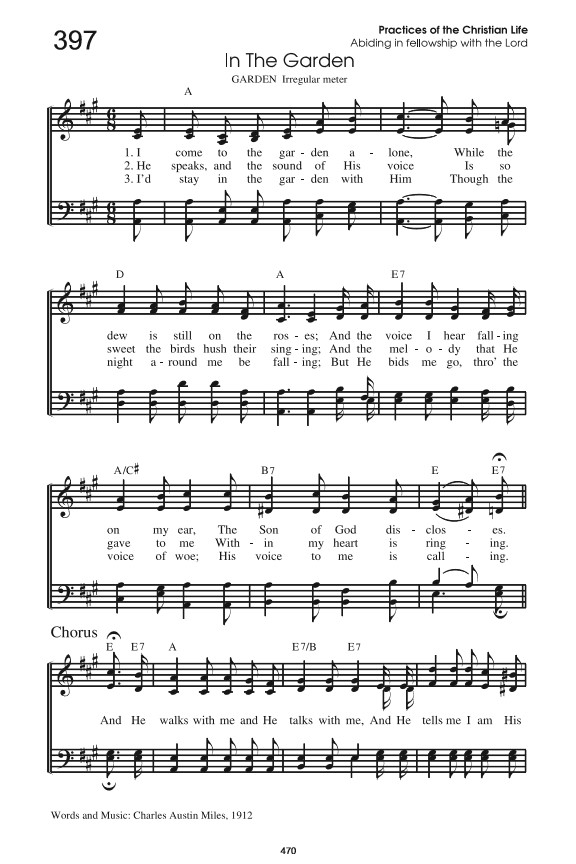 397
Practices of the Christian Life
Abiding in fellowship with the Lord
In The Garden
GARDEN Irregular meter
A
1. I come to the gar - den a - lone, While the
2. He speaks, and the sound of His voice Is so
3. I'd stay in the gar - den with Him Though the
D A E7
dew is still on the ros - es; And the voice I hear fall - ing
sweet the birds hush their sing - ing; And the mel - o - dy that He
night a - round me be fall - ing; But He bids me go, thro' the
A/C# B7 E E7
on my ear, The Son of God dis - clos - es.
gave to me With - in my heart is ring - ing.
voice of woe; His voice to me is call - ing.
Chorus
E E7 A E7/B E7
And He walks with me and He talks with me, And He tells me I am His
Words and Music: Charles Austin Miles, 1912
470